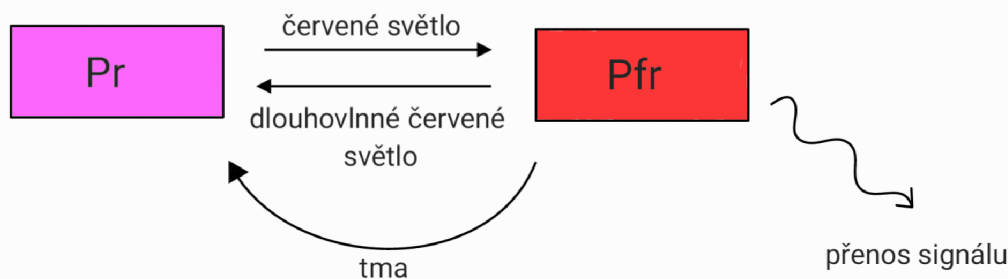 červené světlo
Pr
Pfr
dlouhovlnné červené
světlo
tma
přenos signálu